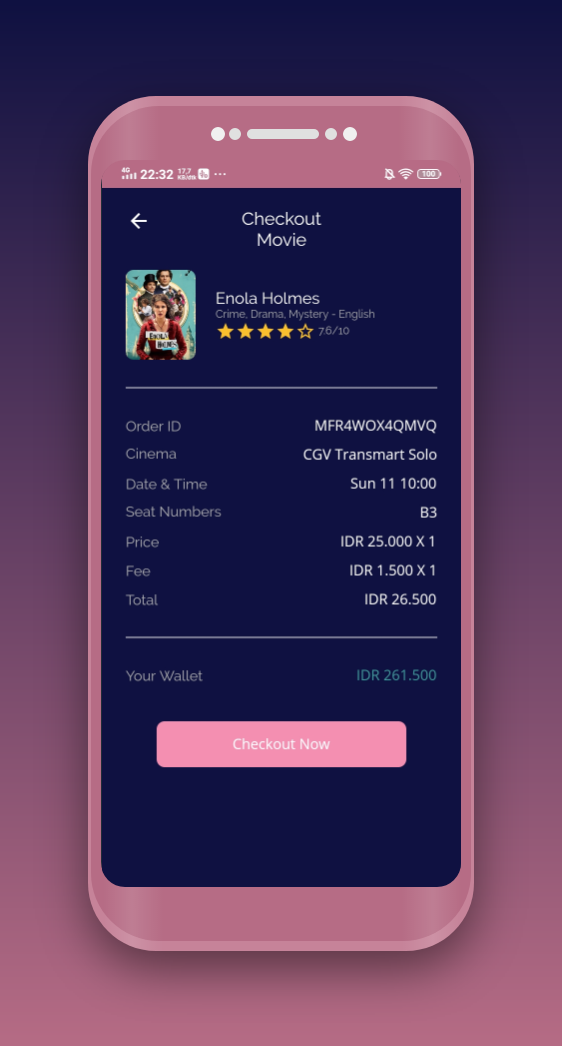 4G 22:32 17,7 KB/s ...
100
Checkout
Movie
ENOLA
HOLMES
Enola Holmes
Crime, Drama, Mystery - English
7.6/10
Order ID MFR4WOX4QMVQ
Cinema CGV Transmart Solo
Date & Time Sun 11 10:00
Seat Numbers B3
Price IDR 25.000 X 1
Fee IDR 1.500 X 1
Total IDR 26.500
Your Wallet IDR 261.500
Checkout Now